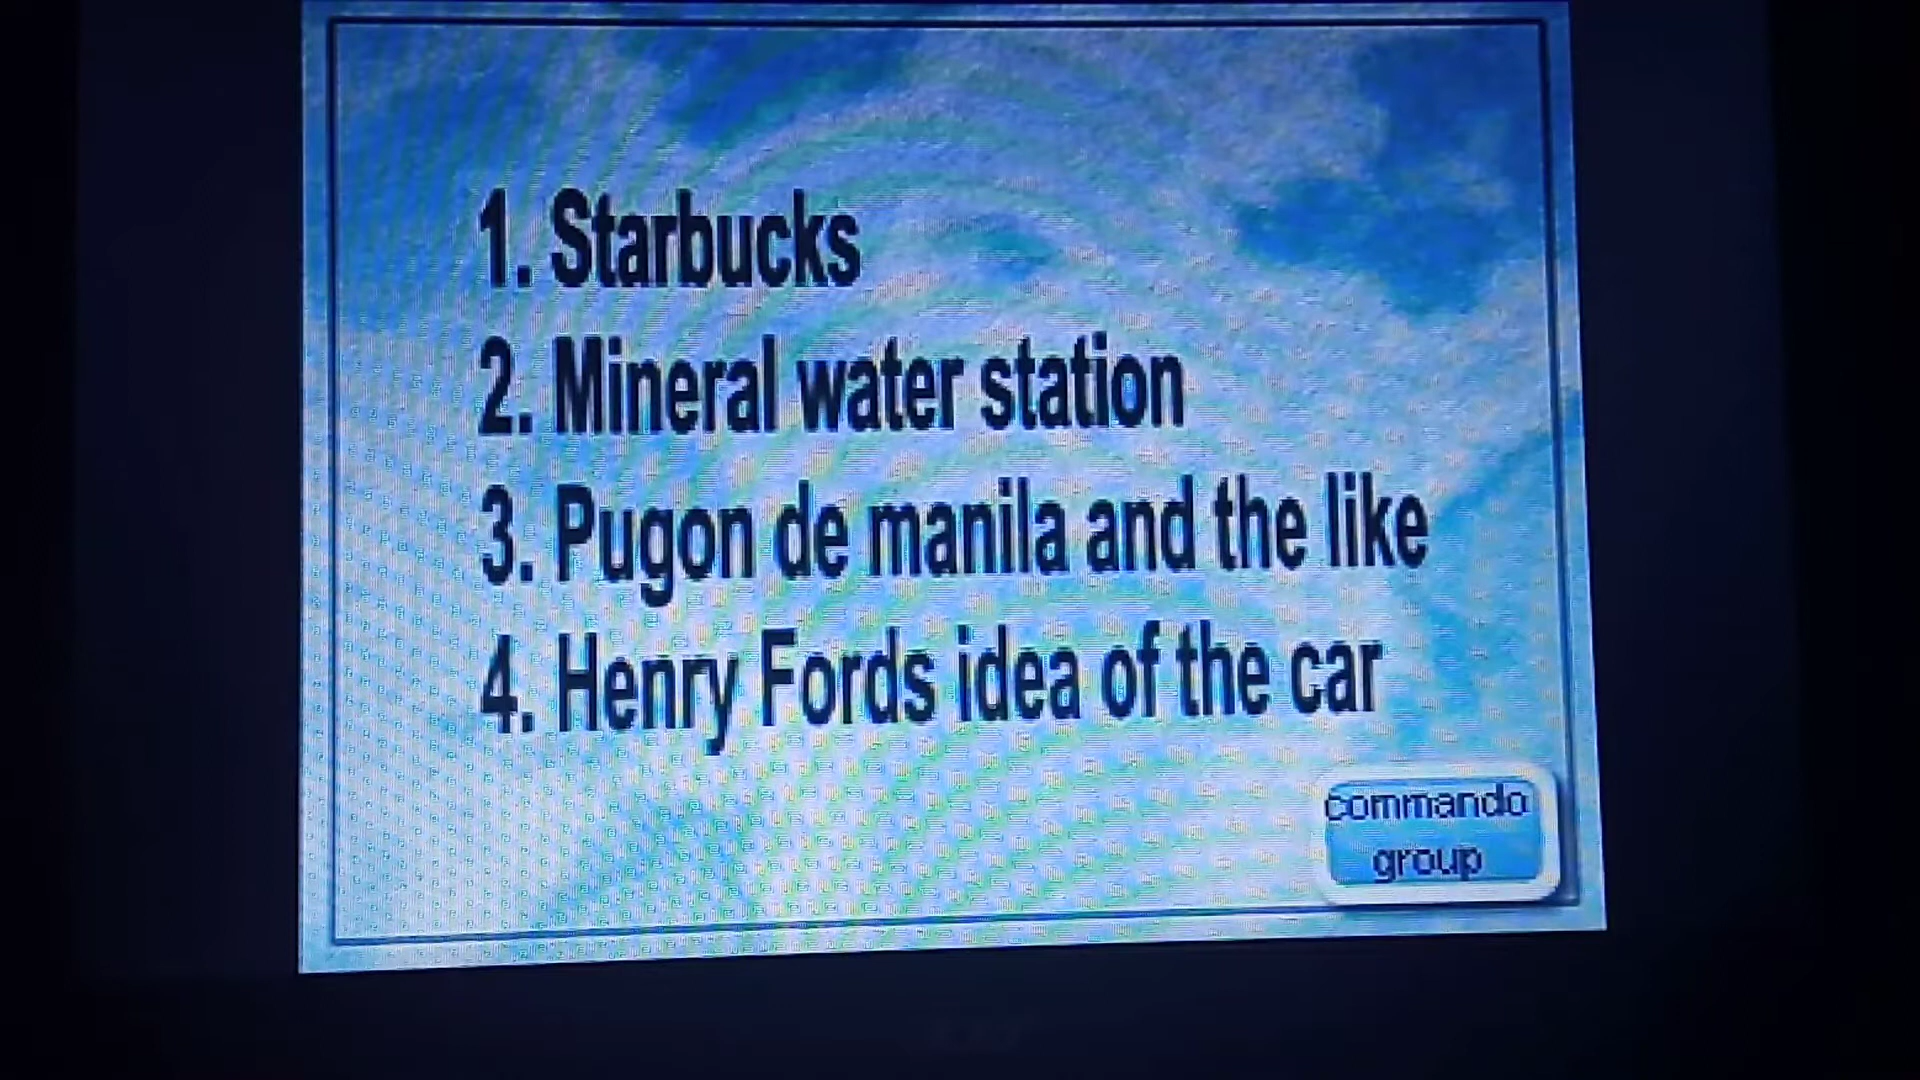 1. Starbucks
2. Mineral water station
3. Pugon de manila and the like
4. Henry Fords idea of the car
commando
group